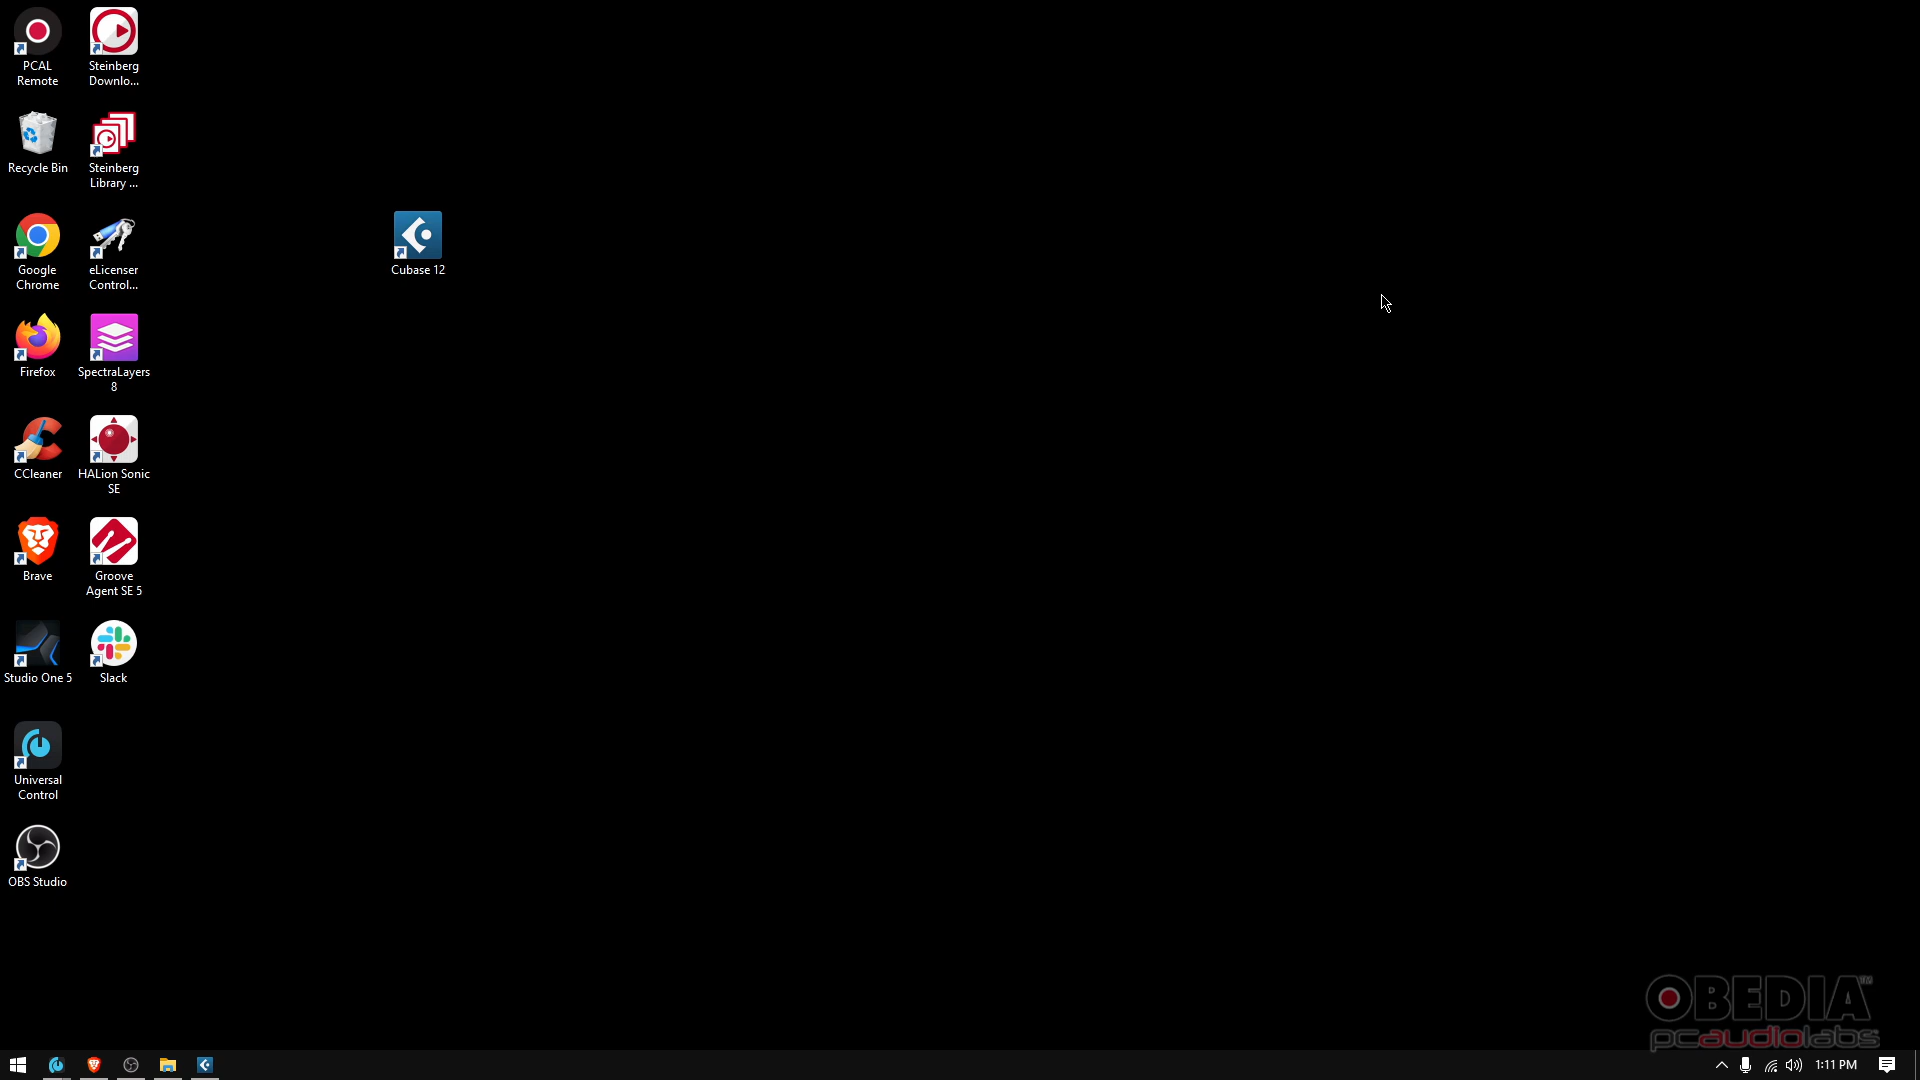 PCAL
Remote
Steinberg
Downlo...
Recycle Bin
Steinberg
Library ...
Google
Chrome
eLicenser
Control...
Cubase 12
Firefox
SpectraLayers
8
CCleaner
HALion Sonic
SE
Brave
Groove
Agent SE 5
Studio One 5
Slack
Universal
Control
OBS Studio
OBEDIA™
pcaudiolabs
1:11 PM